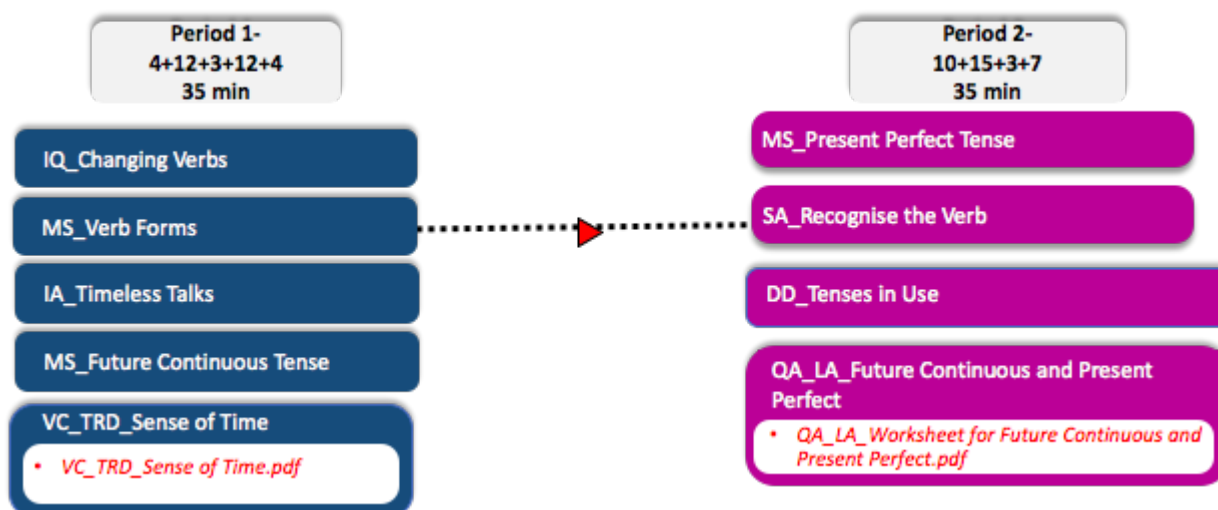 Period 1-
4+12+3+12+4
35 min
IQ_Changing Verbs
MS_Verb Forms
IA_Timeless Talks
MS_Future Continuous Tense
VC_TRD_Sense of Time
• VC_TRD_Sense of Time.pdf
Period 2-
10+15+3+7
35 min
MS_Present Perfect Tense
SA_Recognise the Verb
DD_Tenses in Use
QA_LA_Future Continuous and Present
Perfect
• QA_LA_Worksheet for Future Continuous and
Present Perfect.pdf